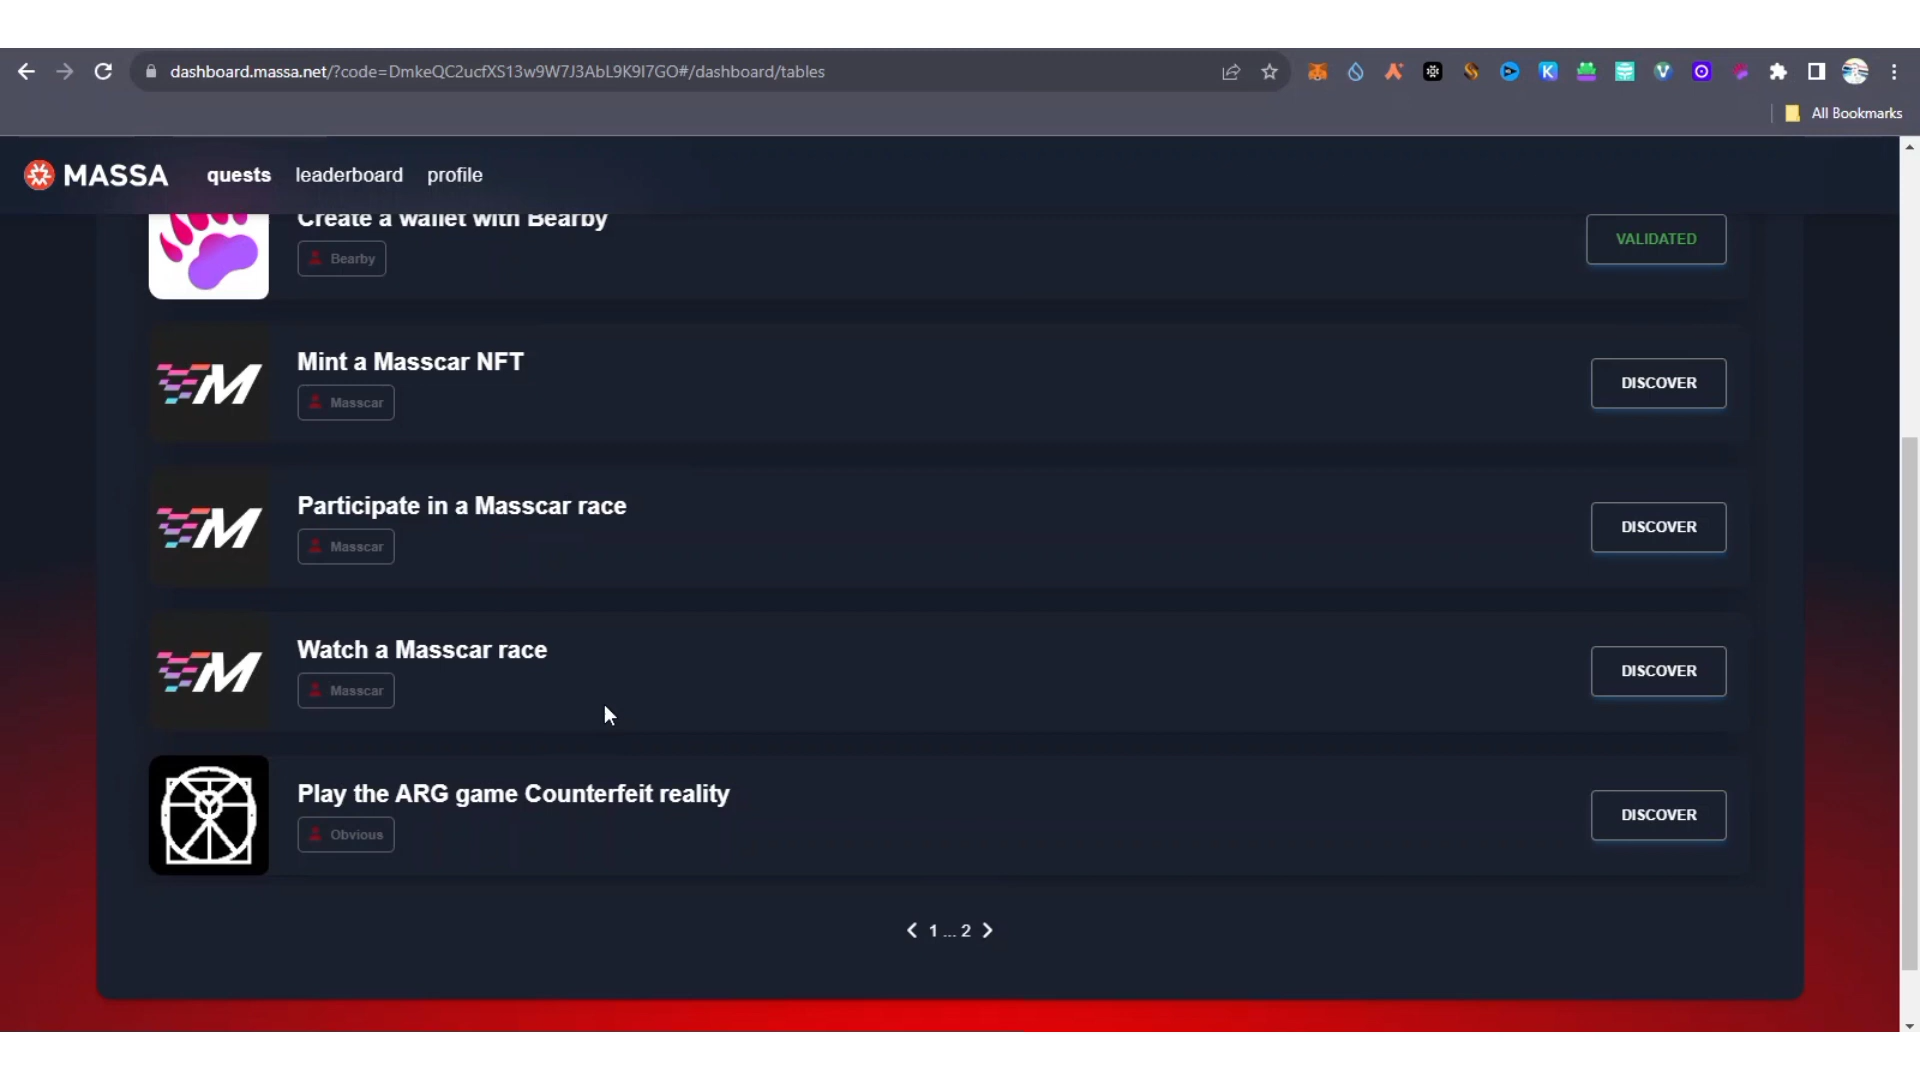 dashboard.massa.net/?code=DmkeQC2ucfXS13w9W7J3AbL9K9I7GO#/dashboard/tables
All Bookmarks
MASSA quests leaderboard profile
Create a wallet with Bearby
Bearby
VALIDATED
Mint a Masscar NFT
Masscar
DISCOVER
Participate in a Masscar race
Masscar
DISCOVER
Watch a Masscar race
Masscar
DISCOVER
Play the ARG game Counterfeit reality
Obvious
DISCOVER
1 ... 2